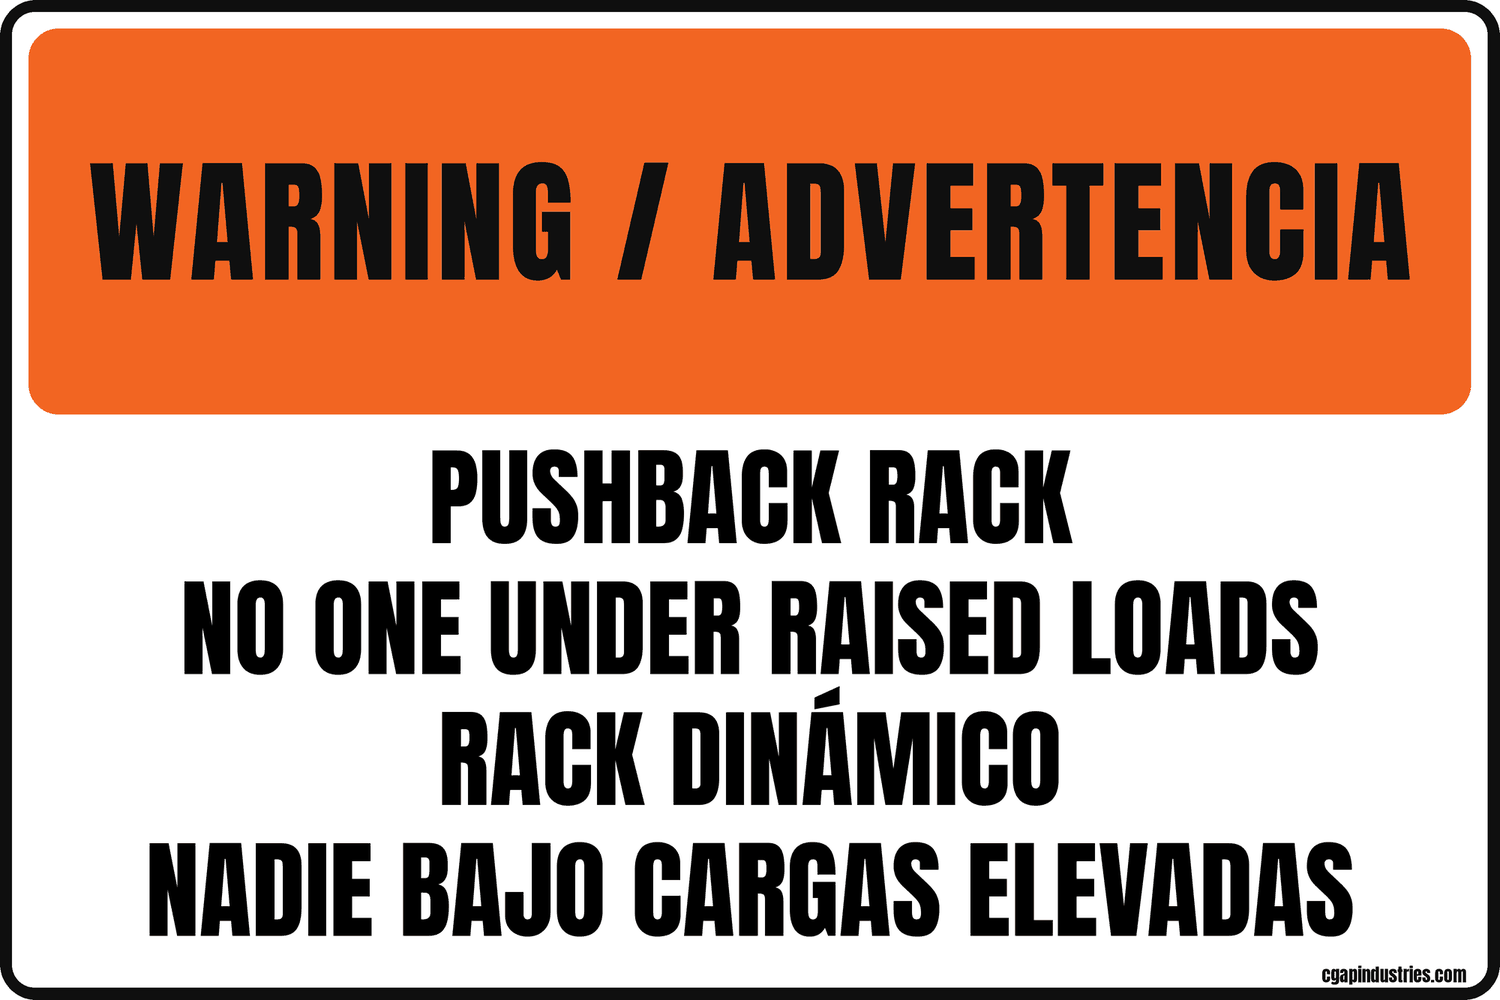 WARNING / ADVERTENCIA
PUSHBACK RACK
NO ONE UNDER RAISED LOADS
RACK DINÁMICO
NADIE BAJO CARGAS ELEVADAS
cgapindustries.com